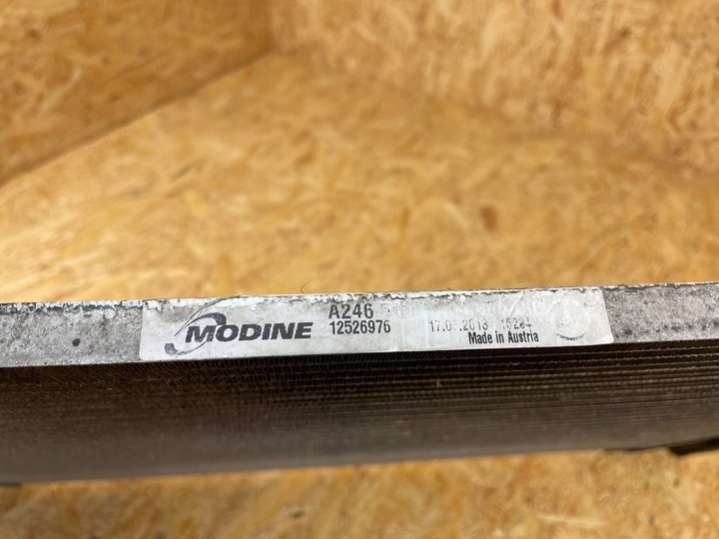 MODINE
A246
12526976
Made in Austria